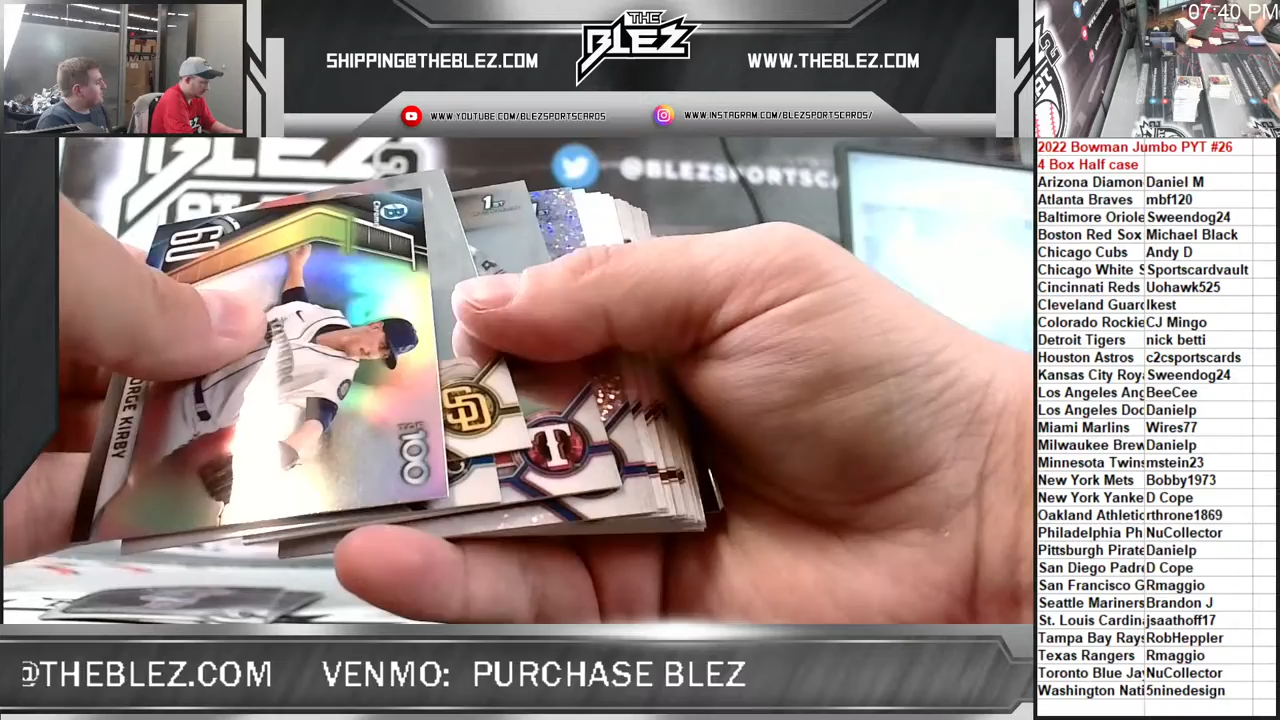 07:40 PM
THE
BLEZ
SHIPPING@THEBLEZ.COM
WWW.THEBLEZ.COM
WWW.YOUTUBE.COM/BLEZSPORTSCARDS
WWW.INSTAGRAM.COM/BLEZSPORTSCARDS/
@BLEZSPORTSCA
1ST
Chrome
60
GEORGE KIRBY
TOP 100
SD
T
2022 Bowman Jumbo PYT #26
4 Box Half case
Arizona Diamon Daniel M
Atlanta Braves mbf120
Baltimore Oriole Sweendog24
Boston Red Sox Michael Black
Chicago Cubs Andy D
Chicago White S Sportscardvault
Cincinnati Reds Uohawk525
Cleveland Guard Ikest
Colorado Rockie CJ Mingo
Detroit Tigers nick betti
Houston Astros c2csportscards
Kansas City Roy Sweendog24
Los Angeles Ang BeeCee
Los Angeles Doc Danielp
Miami Marlins Wires77
Milwaukee Brew Danielp
Minnesota Twins mstein23
New York Mets Bobby1973
New York Yanke D Cope
Oakland Athletic rthrone1869
Philadelphia Ph NuCollector
Pittsburgh Pirate Danielp
San Diego Padre D Cope
San Francisco G Rmaggio
Seattle Mariners Brandon J
St. Louis Cardin jsaathoff17
Tampa Bay Rays RobHeppler
Texas Rangers Rmaggio
Toronto Blue Ja NuCollector
Washington Nati 5ninedesign
@THEBLEZ.COM VENMO: PURCHASE BLEZ